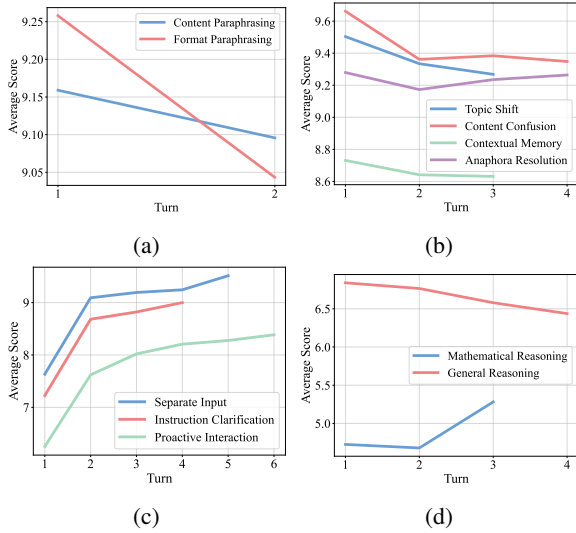 9.25
9.20
9.15
9.10
9.05
Average Score
Content Paraphrasing
Format Paraphrasing
1
2
Turn
(a)
9.6
9.4
9.2
9.0
8.8
8.6
Average Score
Topic Shift
Content Confusion
Contextual Memory
Anaphora Resolution
1
2
3
4
Turn
(b)
9
8
7
Average Score
Separate Input
Instruction Clarification
Proactive Interaction
1
2
3
4
5
6
Turn
(c)
6.5
6.0
5.5
5.0
Average Score
Mathematical Reasoning
General Reasoning
1
2
3
4
Turn
(d)